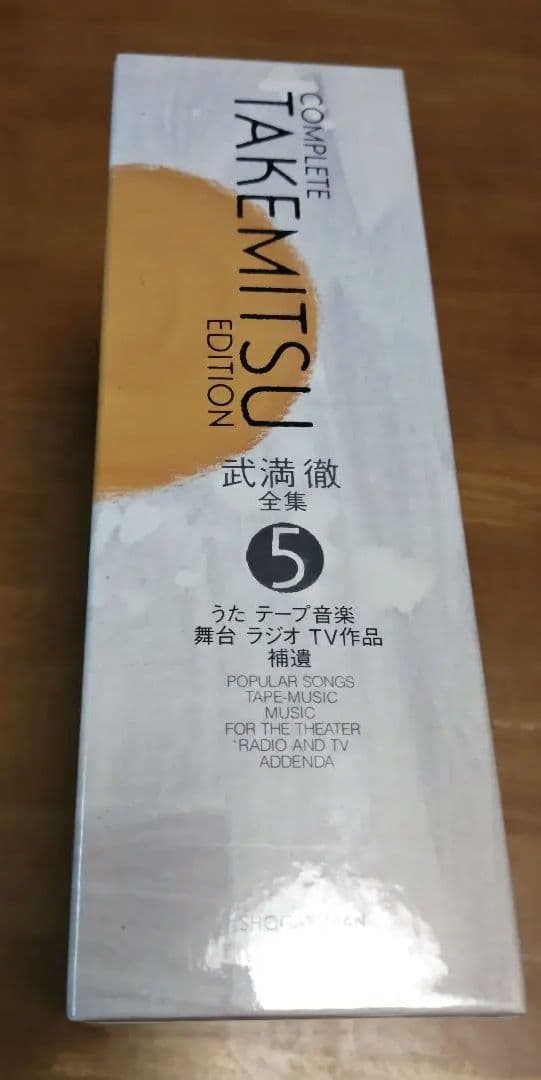 COMPLETE
TAKEMITSU
EDITION
武満徹
全集
5
うた テープ音楽
舞台 ラジオ TV作品
補遺
POPULAR SONGS
TAPE-MUSIC
MUSIC
FOR THE THEATER
RADIO AND TV
ADDENDA